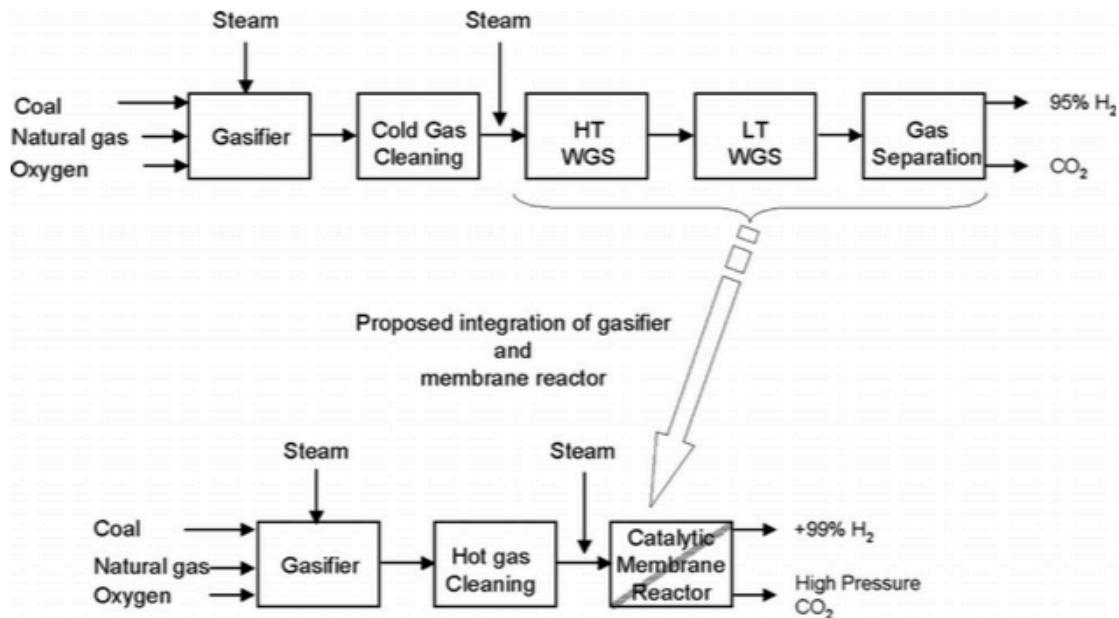 Steam
Steam
Coal
Natural gas
Oxygen
Gasifier
Cold Gas
Cleaning
HT
WGS
LT
WGS
Gas
Separation
95% H₂
CO₂
Proposed integration of gasifier
and
membrane reactor
Steam
Steam
Coal
Natural gas
Oxygen
Gasifier
Hot gas
Cleaning
Catalytic
Membrane
Reactor
+99% H₂
High Pressure
CO₂